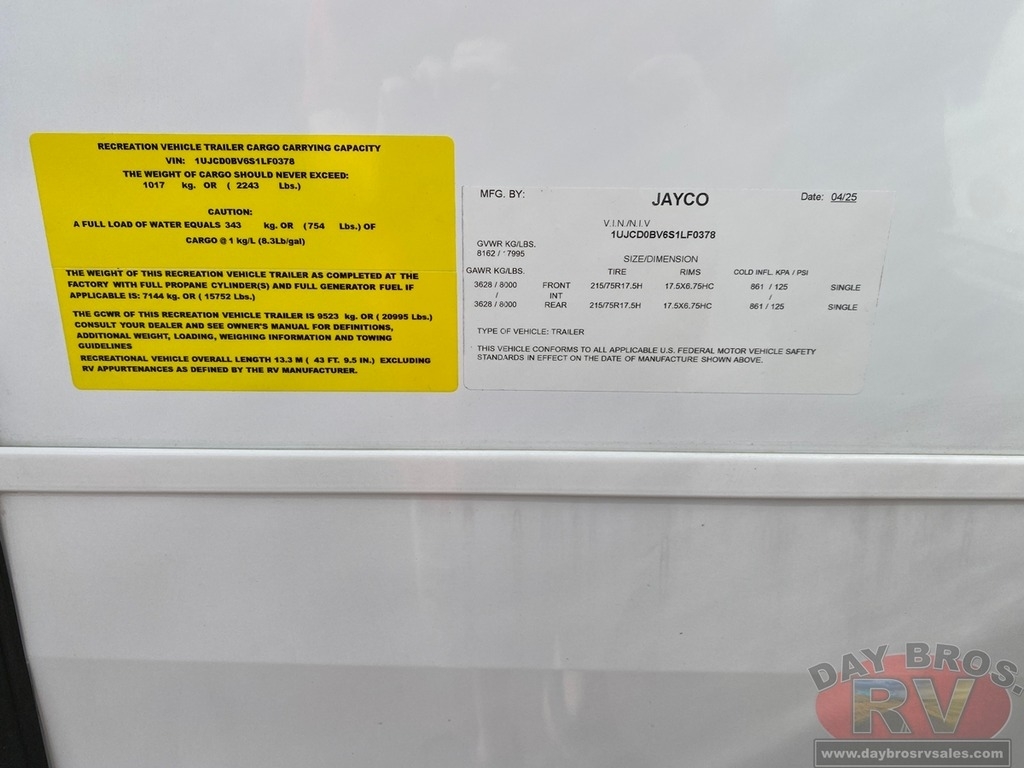 RECREATION VEHICLE TRAILER CARGO CARRYING CAPACITY
VIN: 1UJCD0BV6S1LF0378
THE WEIGHT OF CARGO SHOULD NEVER EXCEED:
1017 kg. OR ( 2243 Lbs.)
CAUTION:
A FULL LOAD OF WATER EQUALS 343 kg. OR (754 Lbs.) OF
CARGO @ 1 kg/L (8.3Lb/gal)
THE WEIGHT OF THIS RECREATION VEHICLE TRAILER AS COMPLETED AT THE
FACTORY WITH FULL PROPANE CYLINDER(S) AND FULL GENERATOR FUEL IF
APPLICABLE IS: 7144 kg. OR ( 15752 Lbs.)
THE GCWR OF THIS RECREATION VEHICLE TRAILER IS 9523 kg. OR ( 20995 Lbs.)
CONSULT YOUR DEALER AND SEE OWNER'S MANUAL FOR DEFINITIONS,
ADDITIONAL WEIGHT, LOADING, WEIGHING INFORMATION AND TOWING
GUIDELINES
RECREATIONAL VEHICLE OVERALL LENGTH 13.3 M ( 43 FT. 9.5 IN.) EXCLUDING
RV APPURTENANCES AS DEFINED BY THE RV MANUFACTURER.
MFG. BY: JAYCO Date: 04/25
V.I.N./N.I.V
1UJCD0BV6S1LF0378
GVWR KG/LBS.
8162 / 17995
SIZE/DIMENSION
GAWR KG/LBS. TIRE RIMS COLD INFL. KPA / PSI
3628 / 8000 FRONT 215/75R17.5H 17.5X6.75HC 861 / 125 SINGLE
/ INT /
3628 / 8000 REAR 215/75R17.5H 17.5X6.75HC 861 / 125 SINGLE
TYPE OF VEHICLE: TRAILER
THIS VEHICLE CONFORMS TO ALL APPLICABLE U.S. FEDERAL MOTOR VEHICLE SAFETY
STANDARDS IN EFFECT ON THE DATE OF MANUFACTURE SHOWN ABOVE.
DAY BROS.
RV
www.daybrosrvsales.com